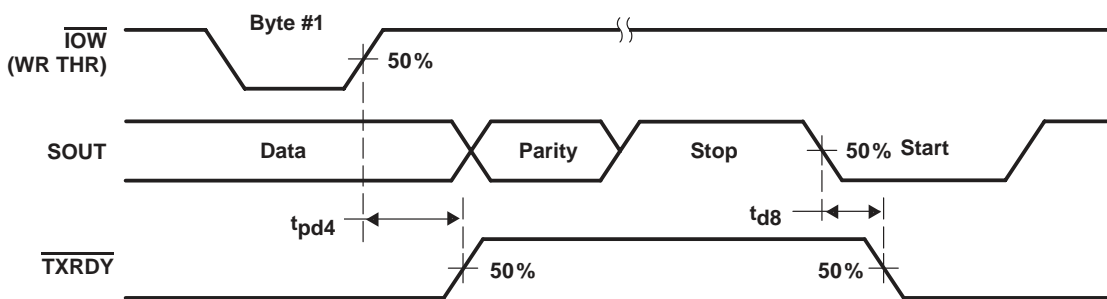 Byte #1
IOW
(WR THR)
50%
SOUT
Data
Parity
Stop
50%
Start
tpd4
td8
TXRDY
50%
50%